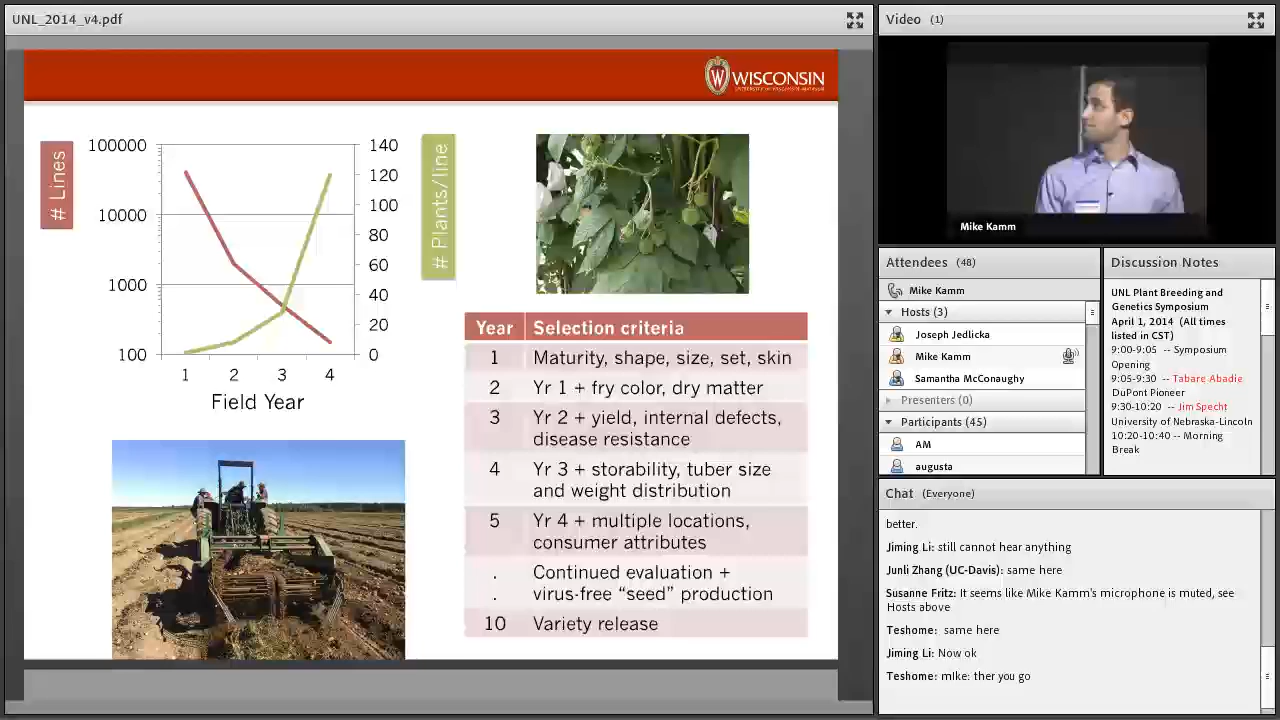 UNL_2014_v4.pdf
WISCONSIN
UNIVERSITY OF WISCONSIN-MADISON
# Lines
100000
10000
1000
100
140
120
100
80
60
40
20
0
# Plants/line
1 2 3 4
Field Year
Year Selection criteria
1 Maturity, shape, size, set, skin
2 Yr 1 + fry color, dry matter
3 Yr 2 + yield, internal defects,
disease resistance
4 Yr 3 + storability, tuber size
and weight distribution
5 Yr 4 + multiple locations,
consumer attributes
. Continued evaluation +
. virus-free “seed” production
10 Variety release
Video (1)
Mike Kamm
Attendees (48)
Mike Kamm
Hosts (3)
Joseph Jedlicka
Mike Kamm
Samantha McConaughy
Presenters (0)
Participants (45)
AM
augusta
Discussion Notes
UNL Plant Breeding and
Genetics Symposium
April 1, 2014 (All times
listed in CST)
9:00-9:05 -- Symposium
Opening
9:05-9:30 -- Tabare Abadie
DuPont Pioneer
9:30-10:20 -- Jim Specht
University of Nebraska-Lincoln
10:20-10:40 -- Morning
Break
Chat (Everyone)
better.
Jiming Li: still cannot hear anything
Junli Zhang (UC-Davis): same here
Susanne Fritz: It seems like Mike Kamm's microphone is muted, see
Hosts above
Teshome: same here
Jiming Li: Now ok
Teshome: mIke: ther you go